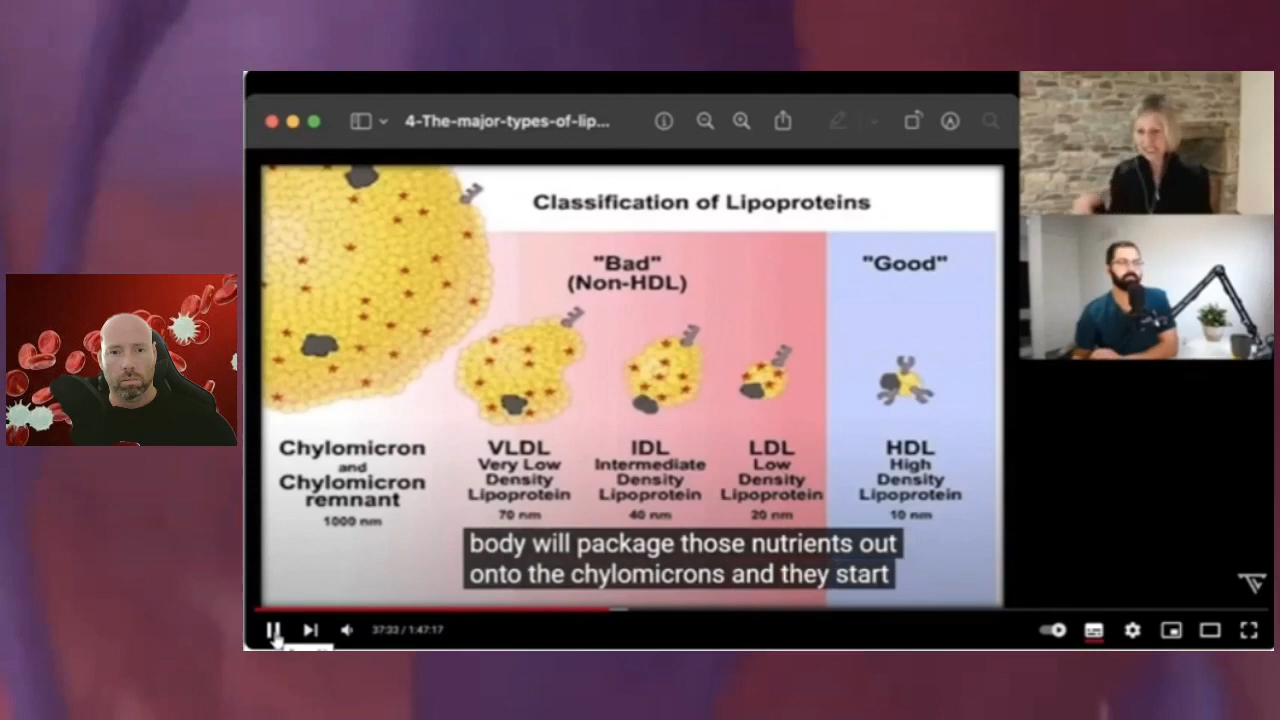 4-The-major-types-of-lip...
Classification of Lipoproteins
"Bad"
(Non-HDL)
"Good"
Chylomicron
and
Chylomicron
remnant
1000 nm
VLDL
Very Low
Density
Lipoprotein
70 nm
IDL
Intermediate
Density
Lipoprotein
40 nm
LDL
Low
Density
Lipoprotein
20 nm
HDL
High
Density
Lipoprotein
10 nm
body will package those nutrients out
onto the chylomicrons and they start
37:33 / 1:47:17